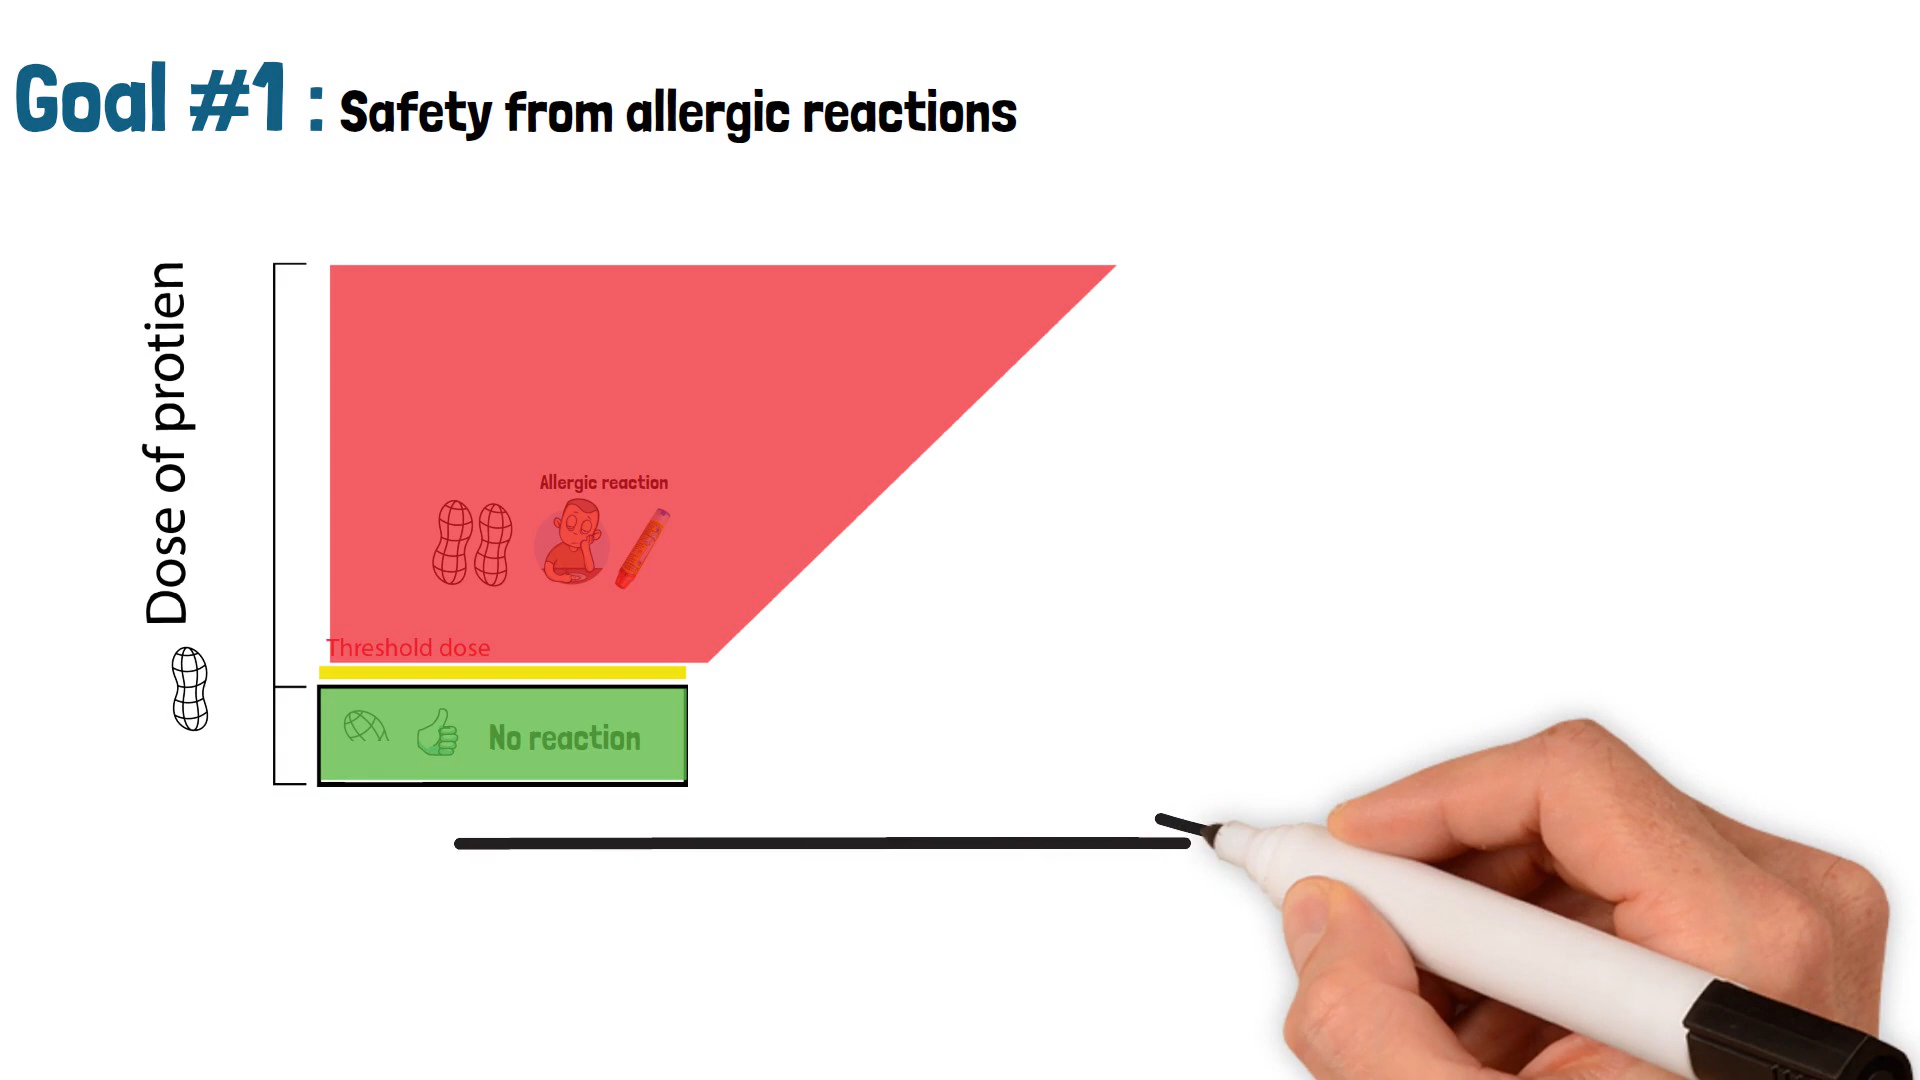 Goal #1 : Safety from allergic reactions
Dose of protien
Allergic reaction
Threshold dose
No reaction